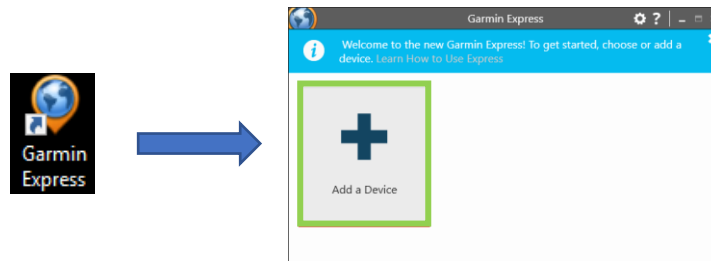 Garmin
Express
Garmin Express
Welcome to the new Garmin Express! To get started, choose or add a
device. Learn How to Use Express
Add a Device